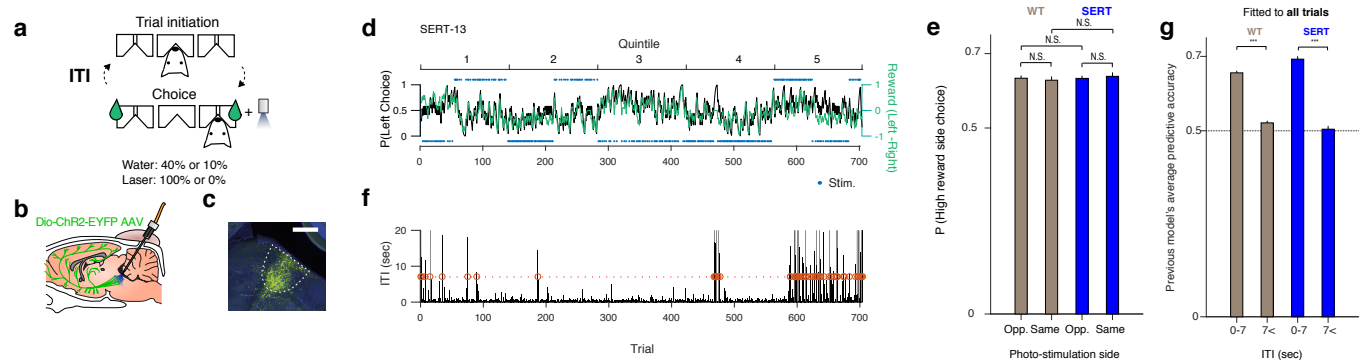 a
Trial initiation
ITI
Choice
+
Water: 40% or 10%
Laser: 100% or 0%
b
Dio-ChR2-EYFP AAV
c
d
SERT-13
Quintile
1 2 3 4 5
P(Left Choice)
1
0.5
0
Reward (Left -Right)
1
0
-1
0 100 200 300 400 500 600 700
Stim.
f
ITI (sec)
20
10
0
0 100 200 300 400 500 600 700
Trial
e
WT SERT
N.S.
N.S.
N.S. N.S.
P (High reward side choice)
0.7
0.5
0
Opp. Same Opp. Same
Photo-stimulation side
g
Fitted to all trials
WT SERT
*** ***
Previous model's average predictive accuracy
0.7
0.5
0
0-7 7< 0-7 7<
ITI (sec)